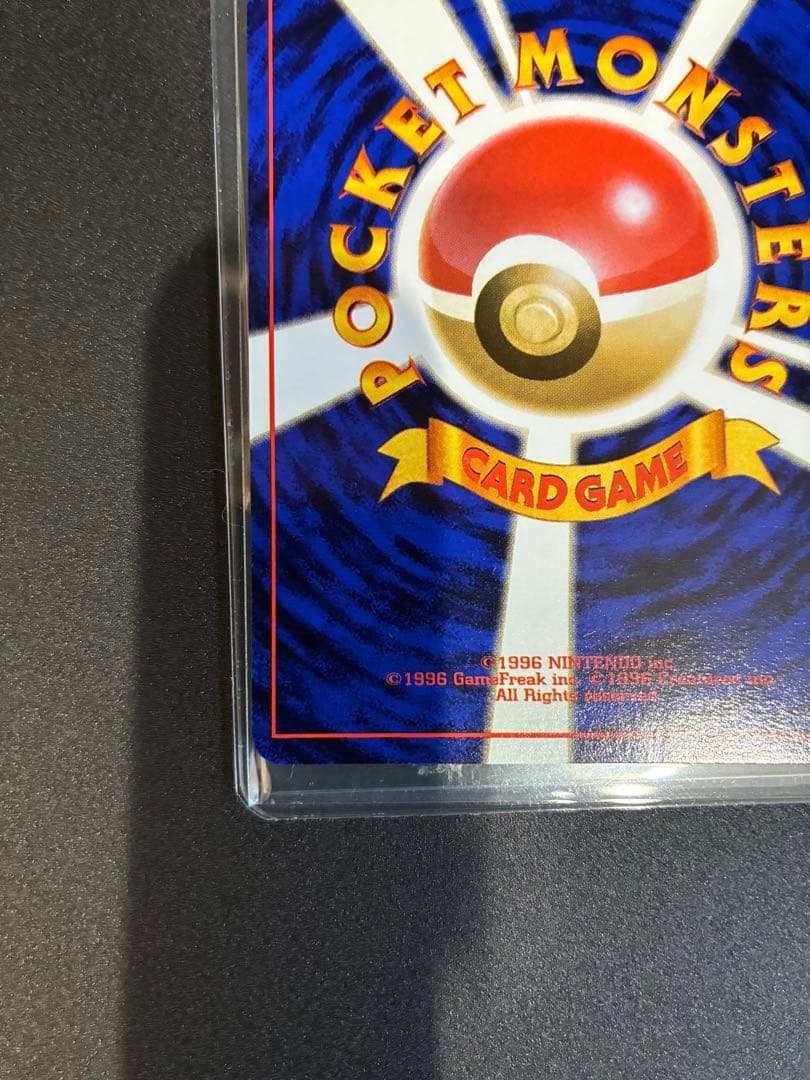 POCKET MONSTERS
CARD GAME
©1996 NINTENDO inc.
©1996 GameFreak inc. ©1996 Creatures inc.
All Rights reserved.